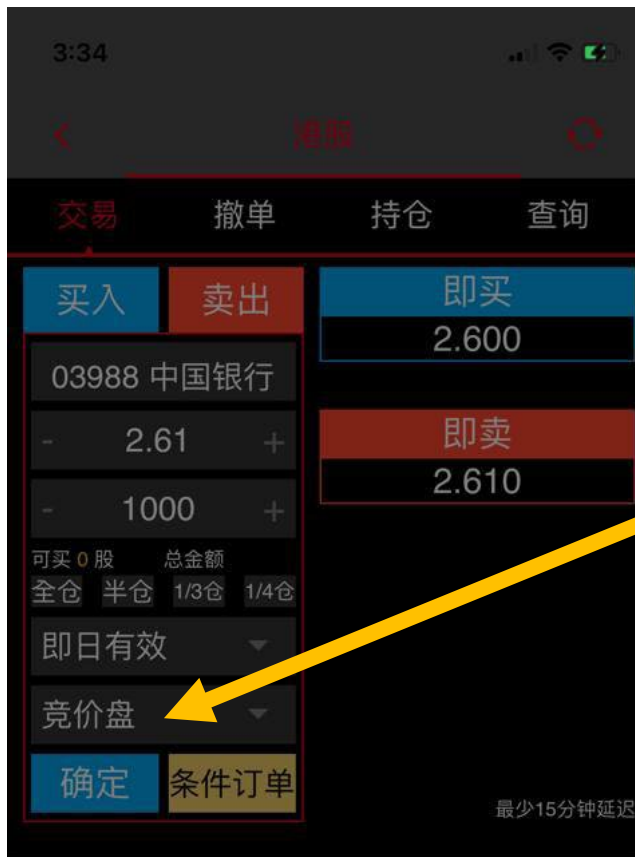 3:34
港股
交易 撤单 持仓 查询
买入 卖出
即买
2.600
03988 中国银行
- 2.61 +
即卖
2.610
- 1000 +
可买 0 股 总金额
全仓 半仓 1/3仓 1/4仓
即日有效
竞价盘
确定 条件订单
最少15分钟延迟